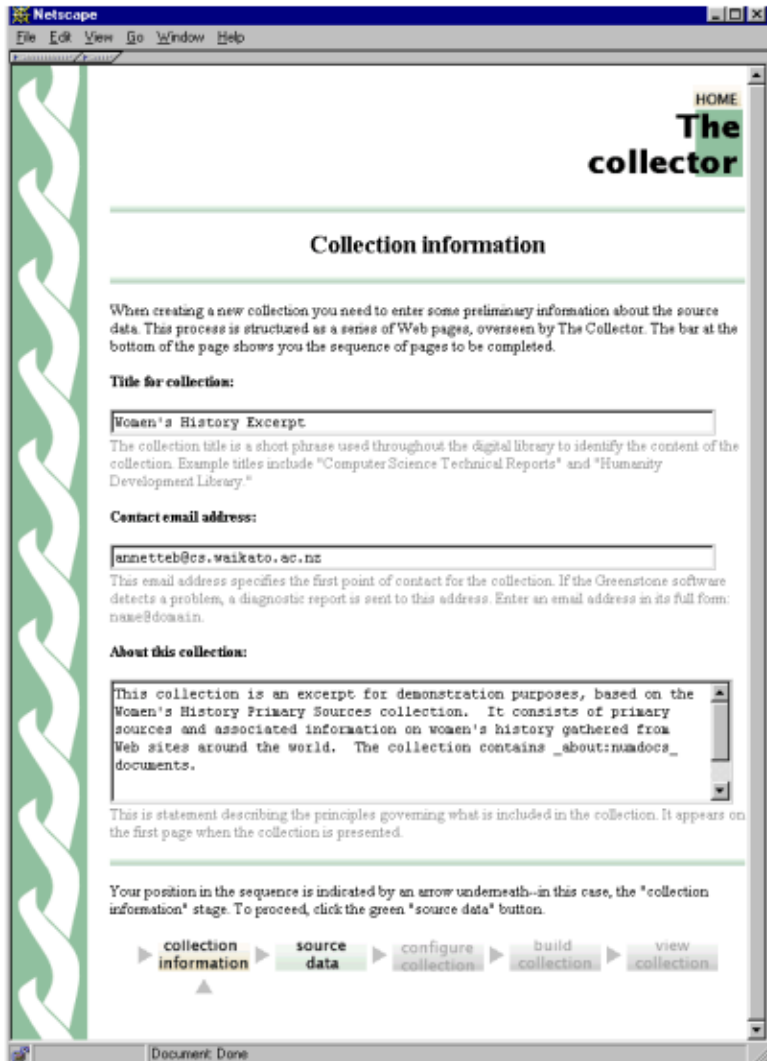 Netscape
File Edit View Go Window Help
HOME
The
collector
Collection information
When creating a new collection you need to enter some preliminary information about the source
data. This process is structured as a series of Web pages, overseen by The Collector. The bar at the
bottom of the page shows you the sequence of pages to be completed.
Title for collection:
Women's History Excerpt
The collection title is a short phrase used throughout the digital library to identify the content of the
collection. Example titles include "Computer Science Technical Reports" and "Humanity
Development Library."
Contact email address:
annetteb@cs.waikato.ac.nz
This email address specifies the first point of contact for the collection. If the Greenstone software
detects a problem, a diagnostic report is sent to this address. Enter an email address in its full form:
name@domain.
About this collection:
This collection is an excerpt for demonstration purposes, based on the
Women's History Primary Sources collection. It consists of primary
sources and associated information on women's history gathered from
Web sites around the world. The collection contains _about:numdocs_
documents.
This is statement describing the principles governing what is included in the collection. It appears on
the first page when the collection is presented.
Your position in the sequence is indicated by an arrow underneath--in this case, the "collection
information" stage. To proceed, click the green "source data" button.
collection information
source data
configure collection
build collection
view collection
Document: Done